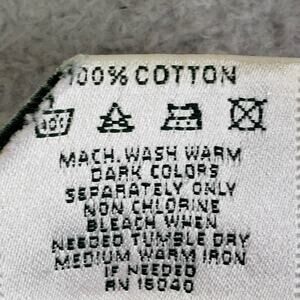 100% COTTON
40C
MACH. WASH WARM
DARK COLORS
SEPARATELY ONLY
NON CHLORINE
BLEACH WHEN
NEEDED TUMBLE DRY
MEDIUM WARM IRON
IF NEEDED
RN 15040